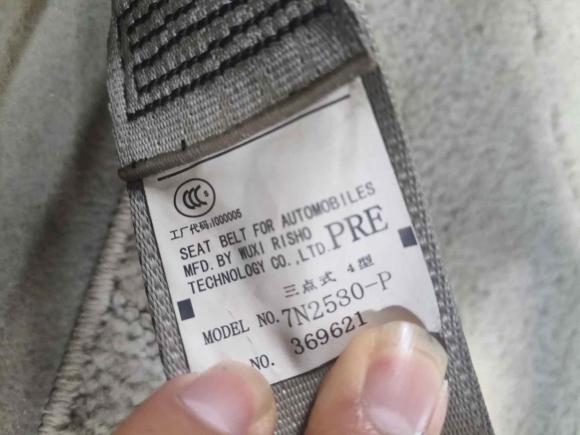 CCC S
工厂代码:I000005
SEAT BELT FOR AUTOMOBILES
MFD. BY WUXI RISHO
TECHNOLOGY CO., LTD. PRE
三点式 4型
MODEL NO. 7N2530-P
NO. 369621